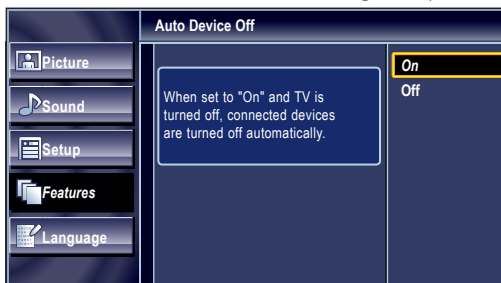 Auto Device Off
Picture
Sound
Setup
Features
Language
When set to "On" and TV is
turned off, connected devices
are turned off automatically.
On
Off